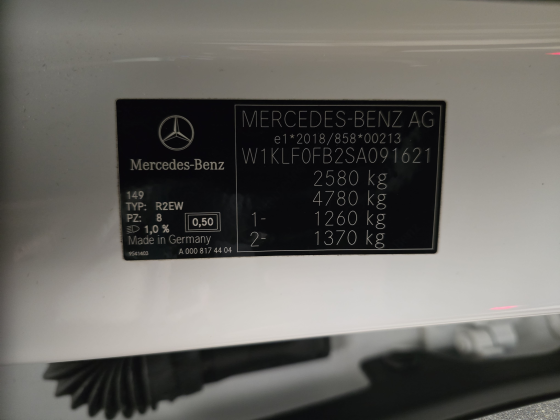 Mercedes-Benz
149
TYP: R2EW
PZ: 8
1,0 %
0,50
Made in Germany
A 000 817 44 04
MERCEDES-BENZ AG
e1*2018/858*00213
W1KLF0FB2SA091621
2580 kg
4780 kg
1- 1260 kg
2- 1370 kg